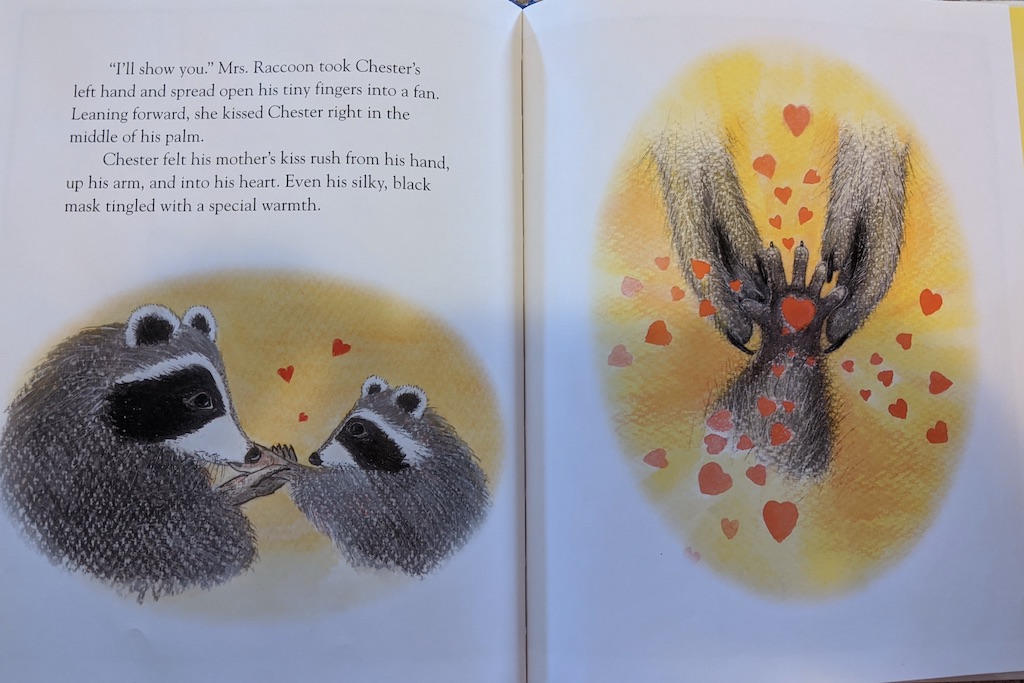 “I’ll show you.” Mrs. Raccoon took Chester’s
left hand and spread open his tiny fingers into a fan.
Leaning forward, she kissed Chester right in the
middle of his palm.
Chester felt his mother’s kiss rush from his hand,
up his arm, and into his heart. Even his silky, black
mask tingled with a special warmth.